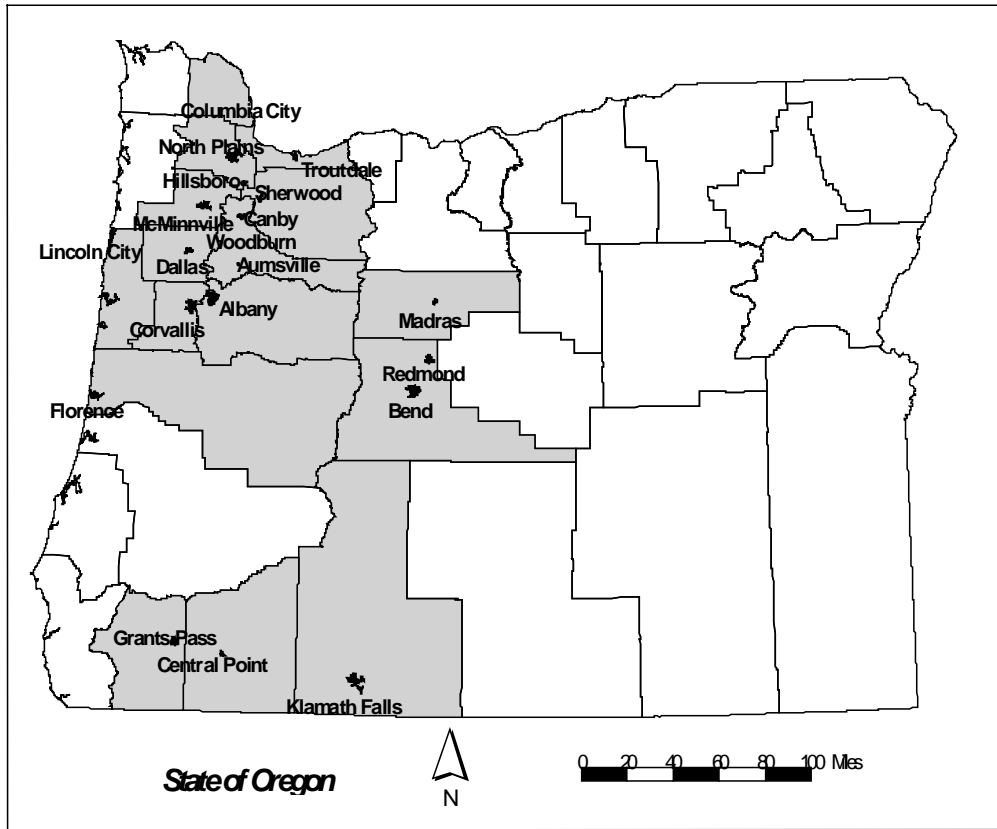 Columbia City
North Plains
Troutdale
Hillsboro
Sherwood
McMinnville
Canby
Woodburn
Lincoln City
Dallas
Aumsville
Albany
Corvallis
Madras
Redmond
Florence
Bend
Grants Pass
Central Point
Klamath Falls
State of Oregon
N
0 20 40 60 80 100 Miles